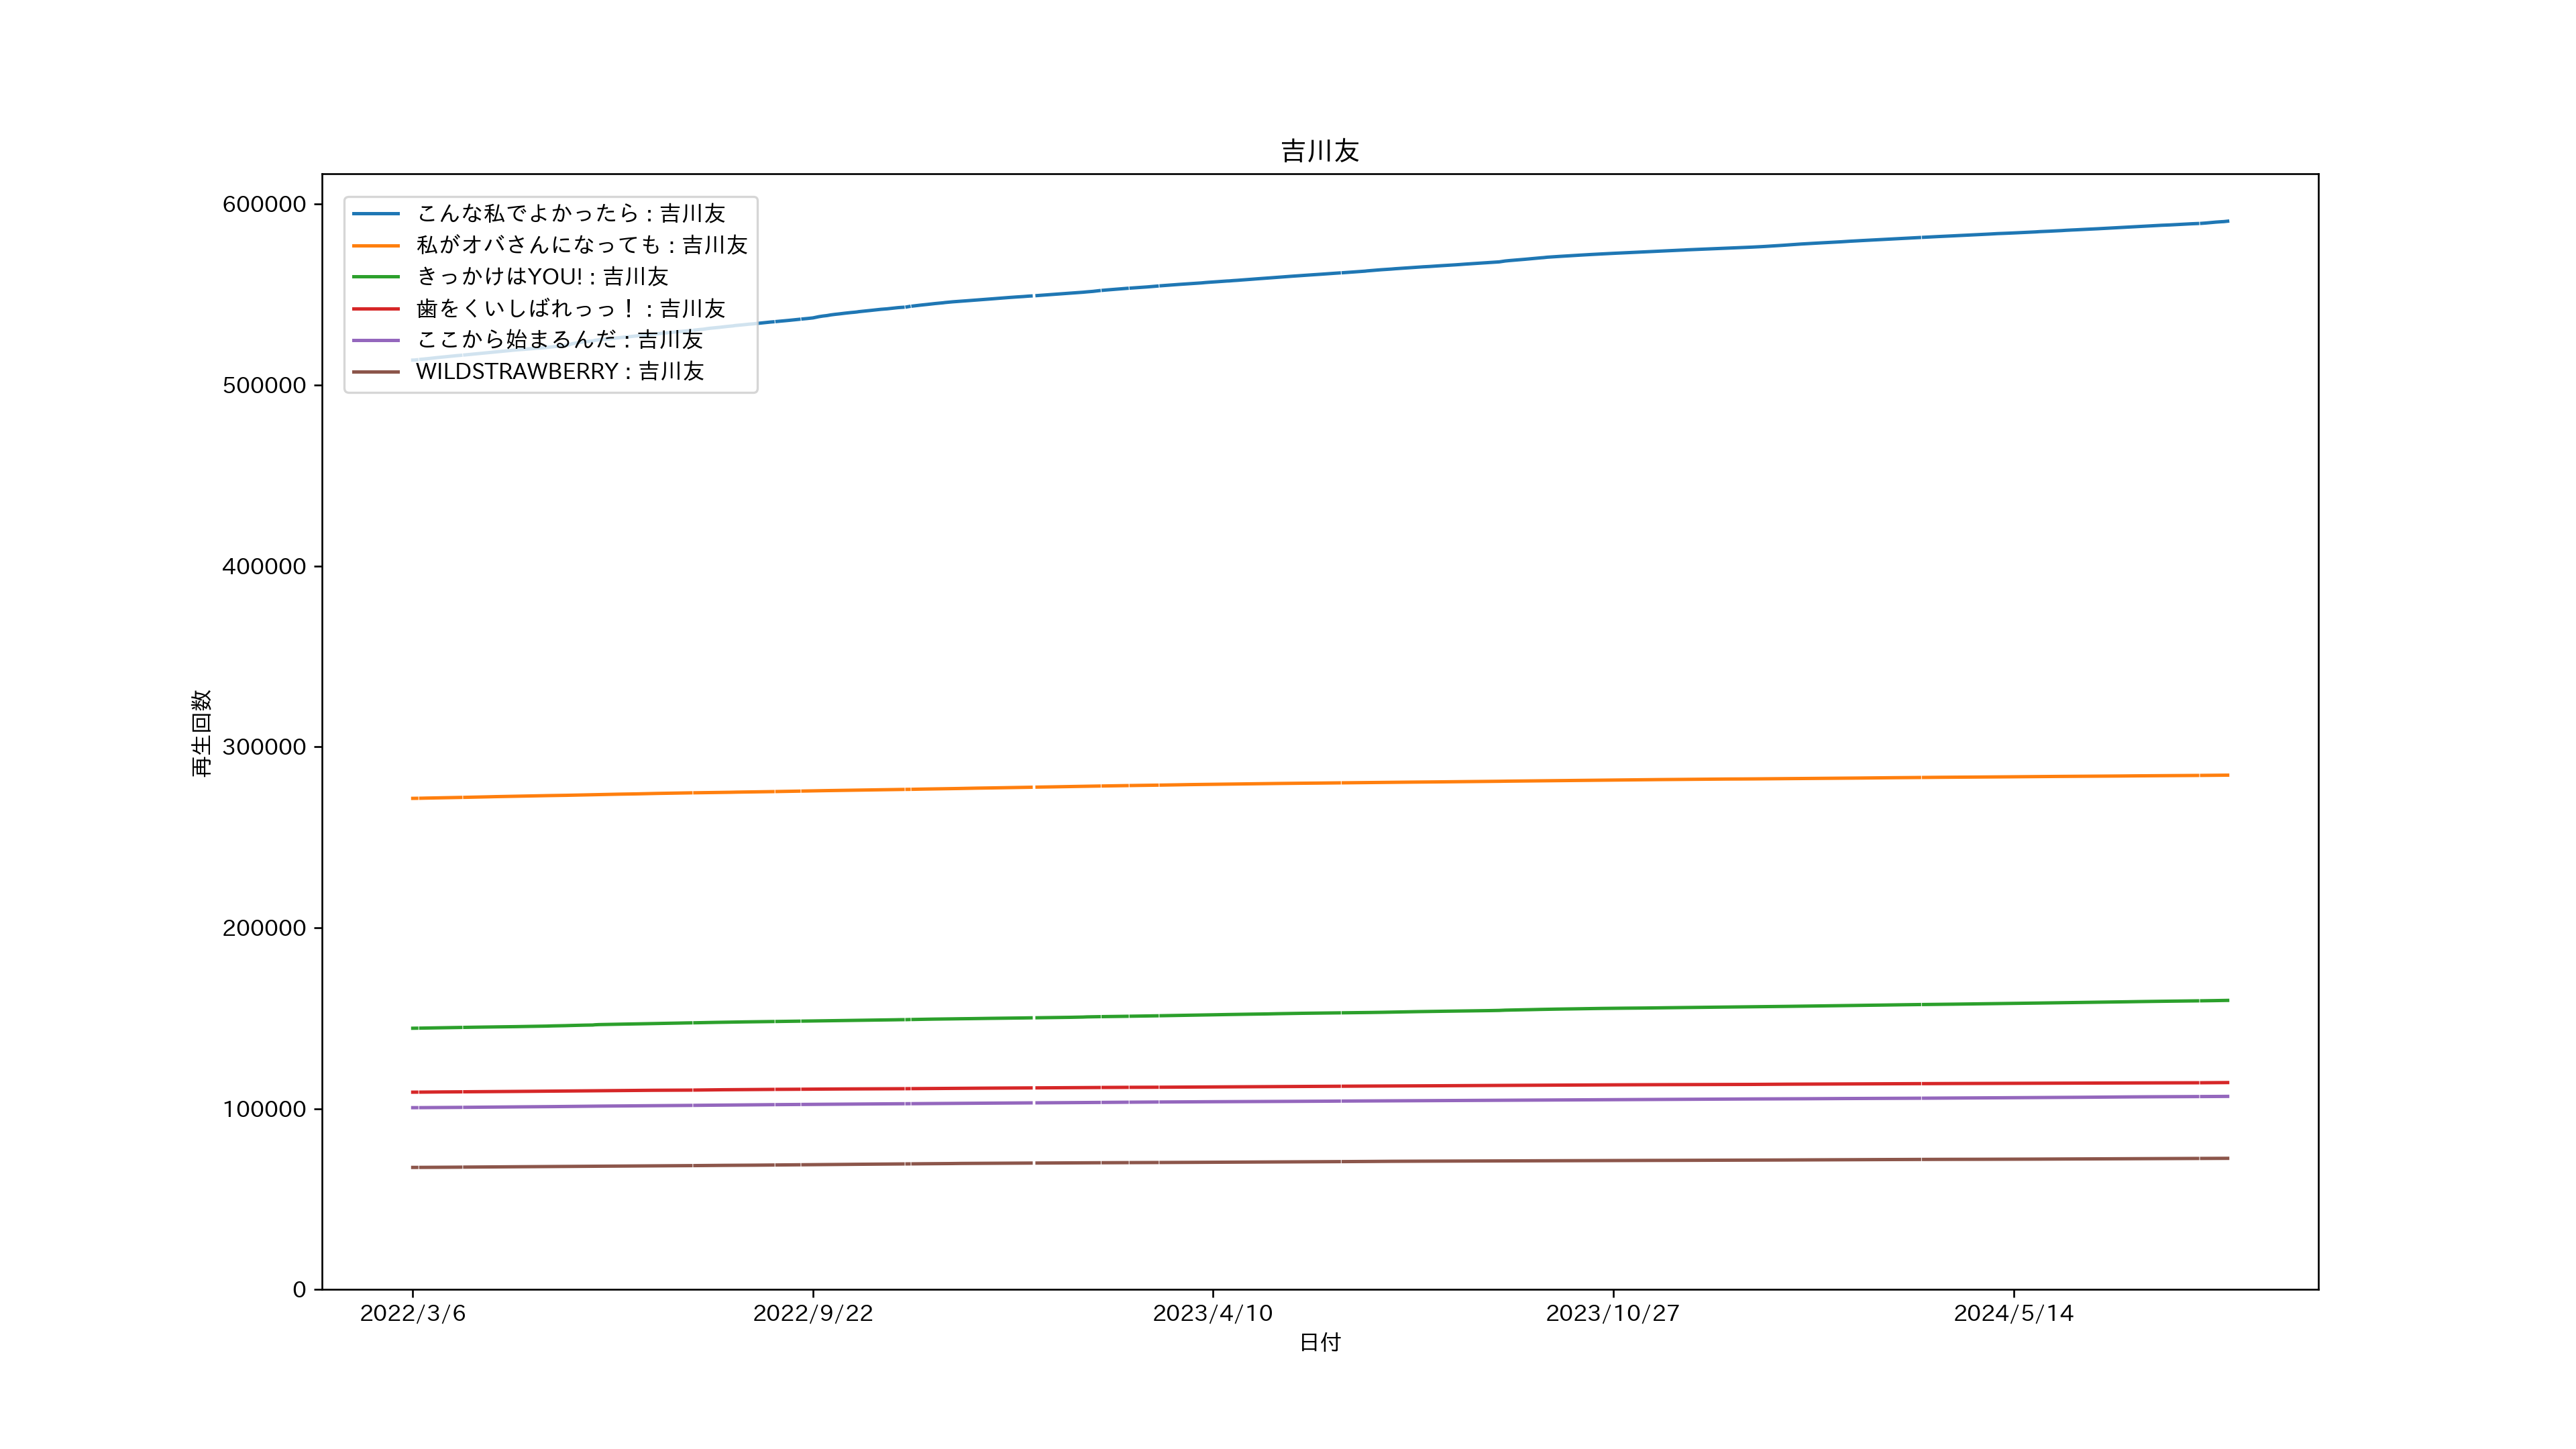 吉川友
こんな私でよかったら : 吉川友
私がオバさんになっても : 吉川友
きっかけはYOU! : 吉川友
歯をくいしばれっっ！ : 吉川友
ここから始まるんだ : 吉川友
WILDSTRAWBERRY : 吉川友
再生回数
600000
500000
400000
300000
200000
100000
0
2022/3/6
2022/9/22
2023/4/10
2023/10/27
2024/5/14
日付